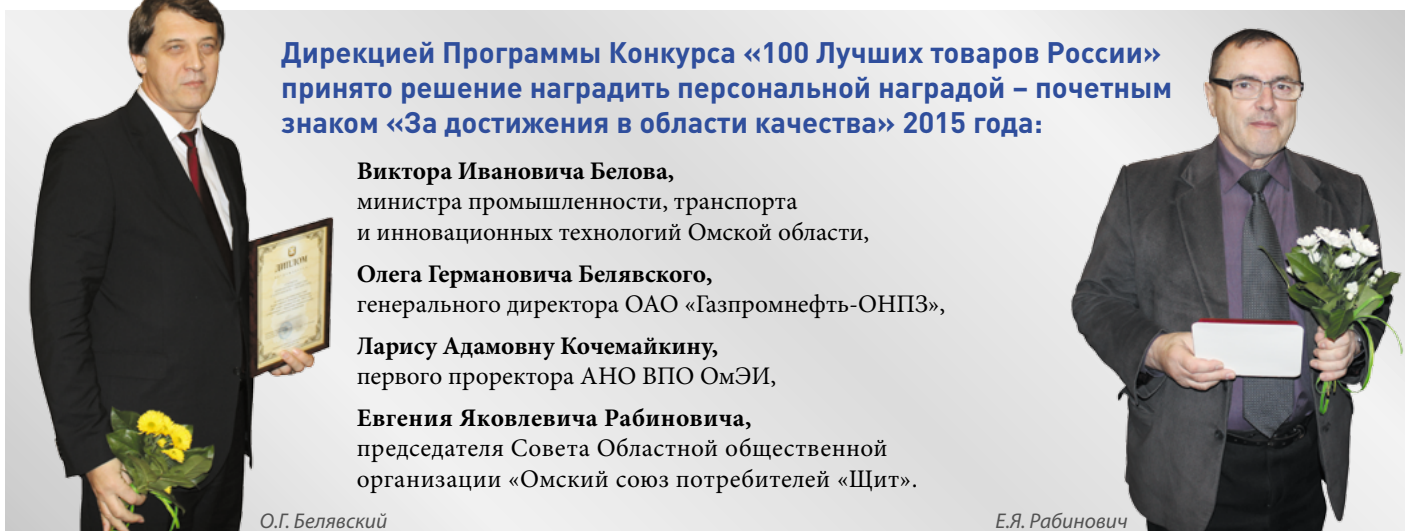 Дирекцией Программы Конкурса «100 Лучших товаров России»
принято решение наградить персональной наградой – почетным
знаком «За достижения в области качества» 2015 года:
Виктора Ивановича Белова,
министра промышленности, транспорта
и инновационных технологий Омской области,
Олега Германовича Белявского,
генерального директора ОАО «Газпромнефть-ОНПЗ»,
Ларису Адамовну Кочемайкину,
первого проректора АНО ВПО ОмЭИ,
Евгения Яковлевича Рабиновича,
председателя Совета Областной общественной
организации «Омский союз потребителей «Щит».
ДИПЛОМ
О.Г. Белявский
Е.Я. Рабинович